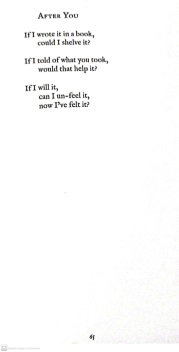 After You
If I wrote it in a book,
could I shelve it?
If I told of what you took,
would that help it?
If I will it,
can I un-feel it,
now I've felt it?
65